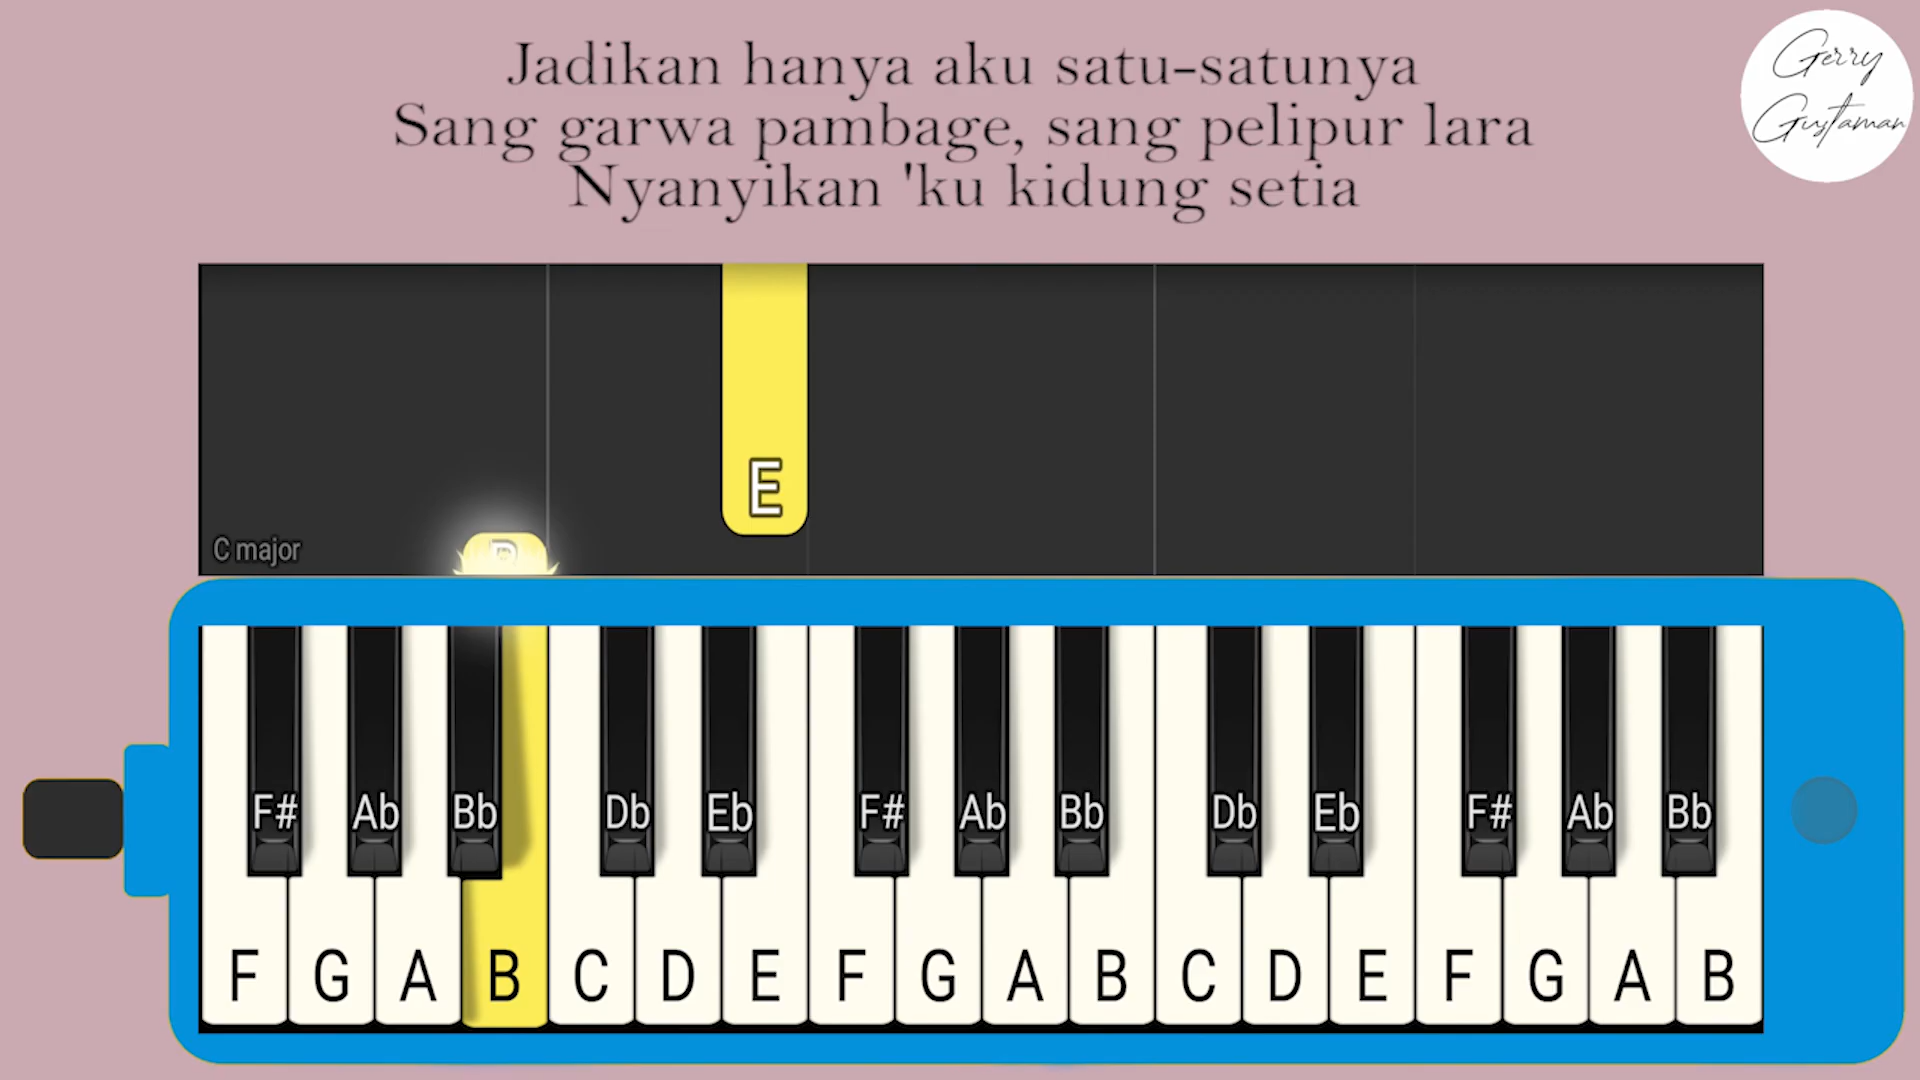 Jadikan hanya aku satu-satunya
Sang garwa pambage, sang pelipur lara
Nyanyikan 'ku kidung setia
Gerry
Gustaman
E
C major
F# Ab Bb Db Eb F# Ab Bb Db Eb F# Ab Bb
F G A B C D E F G A B C D E F G A B